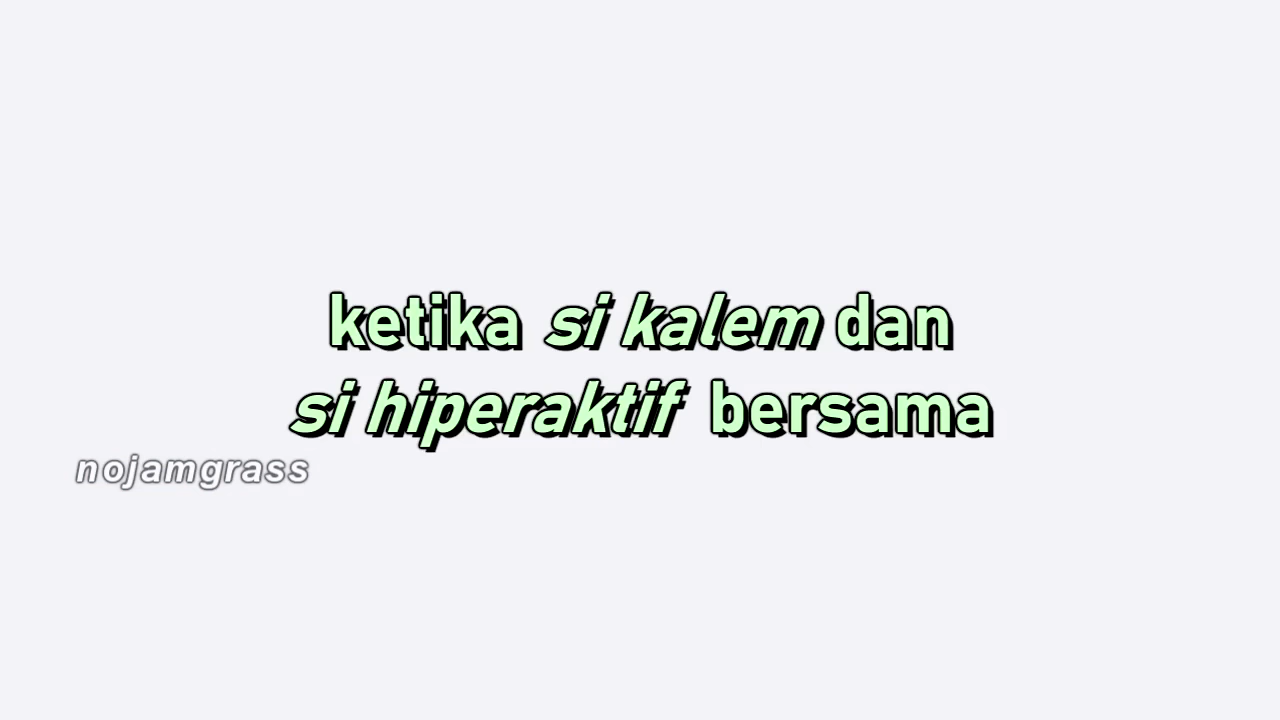 ketika si kalem dan
si hiperaktif bersama
nojamgrass